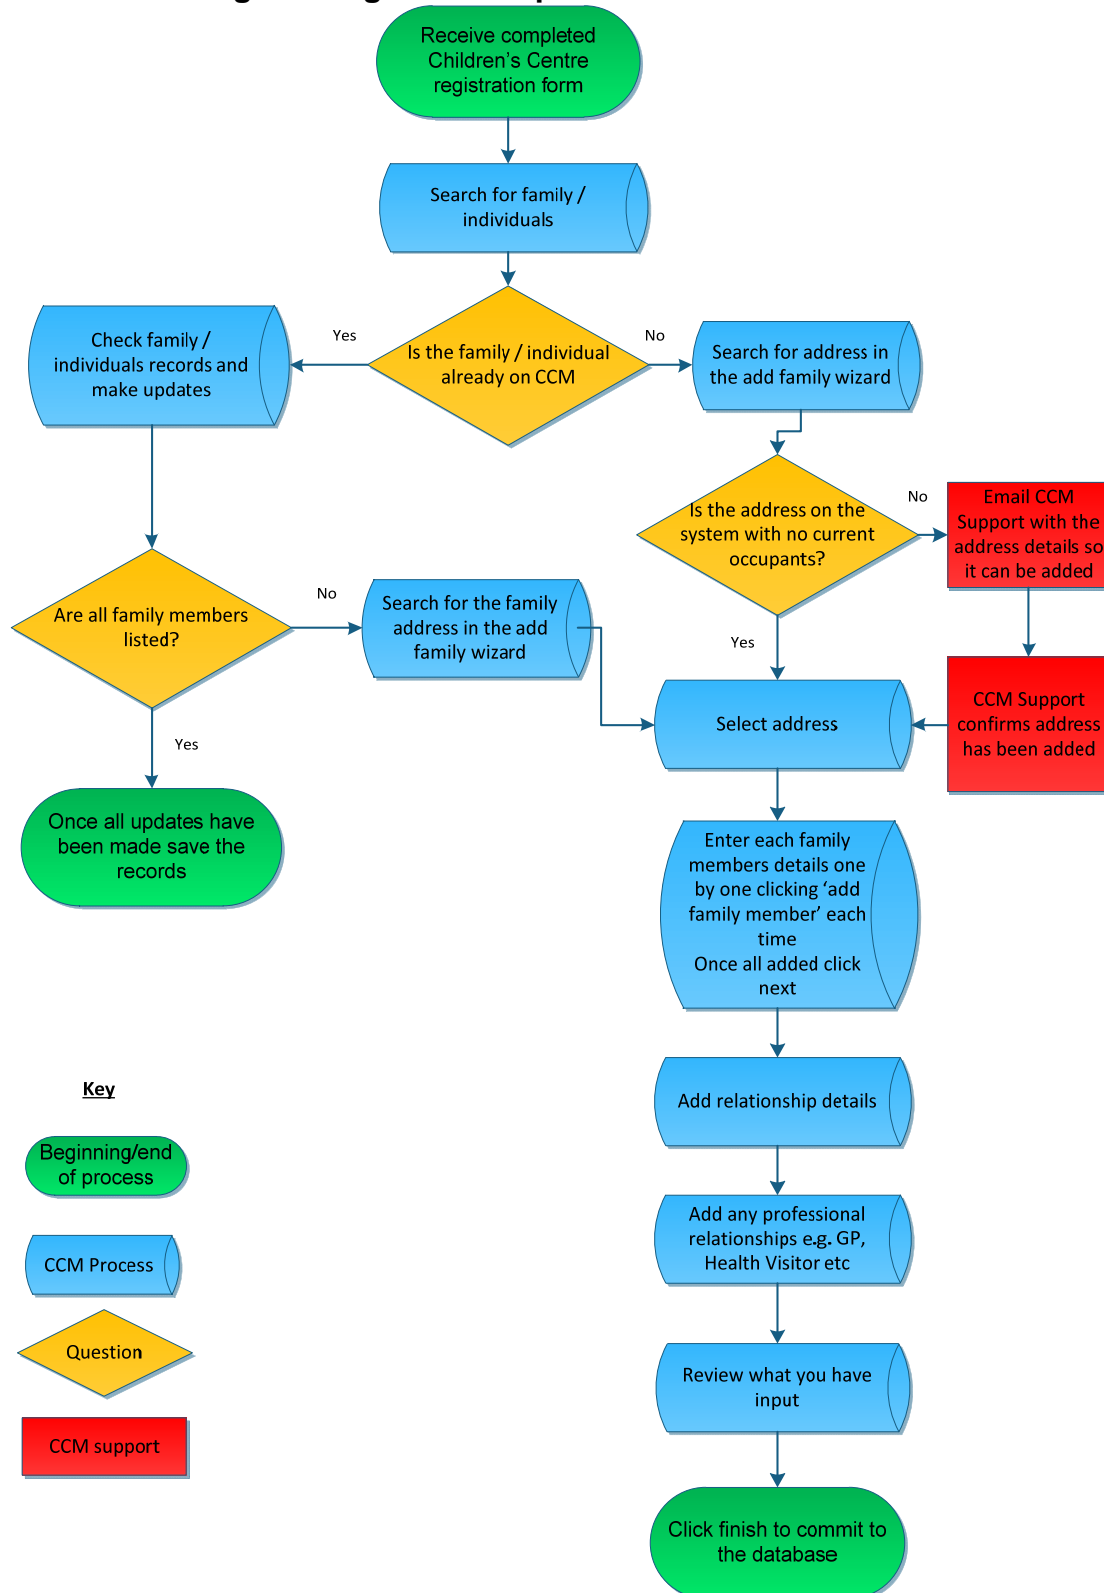 Receive completed
Children's Centre
registration form
Search for family /
individuals
Is the family / individual
already on CCM
Yes
No
Check family /
individuals records and
make updates
Search for address in
the add family wizard
Is the address on the
system with no current
occupants?
No
Email CCM
Support with the
address details so
it can be added
Are all family members
listed?
No
Search for the family
address in the add
family wizard
Yes
Select address
CCM Support
confirms address
has been added
Yes
Once all updates have
been made save the
records
Enter each family
members details one
by one clicking 'add
family member' each
time
Once all added click
next
Add relationship details
Add any professional
relationships e.g. GP,
Health Visitor etc
Review what you have
input
Click finish to commit to
the database
Key
Beginning/end
of process
CCM Process
Question
CCM support